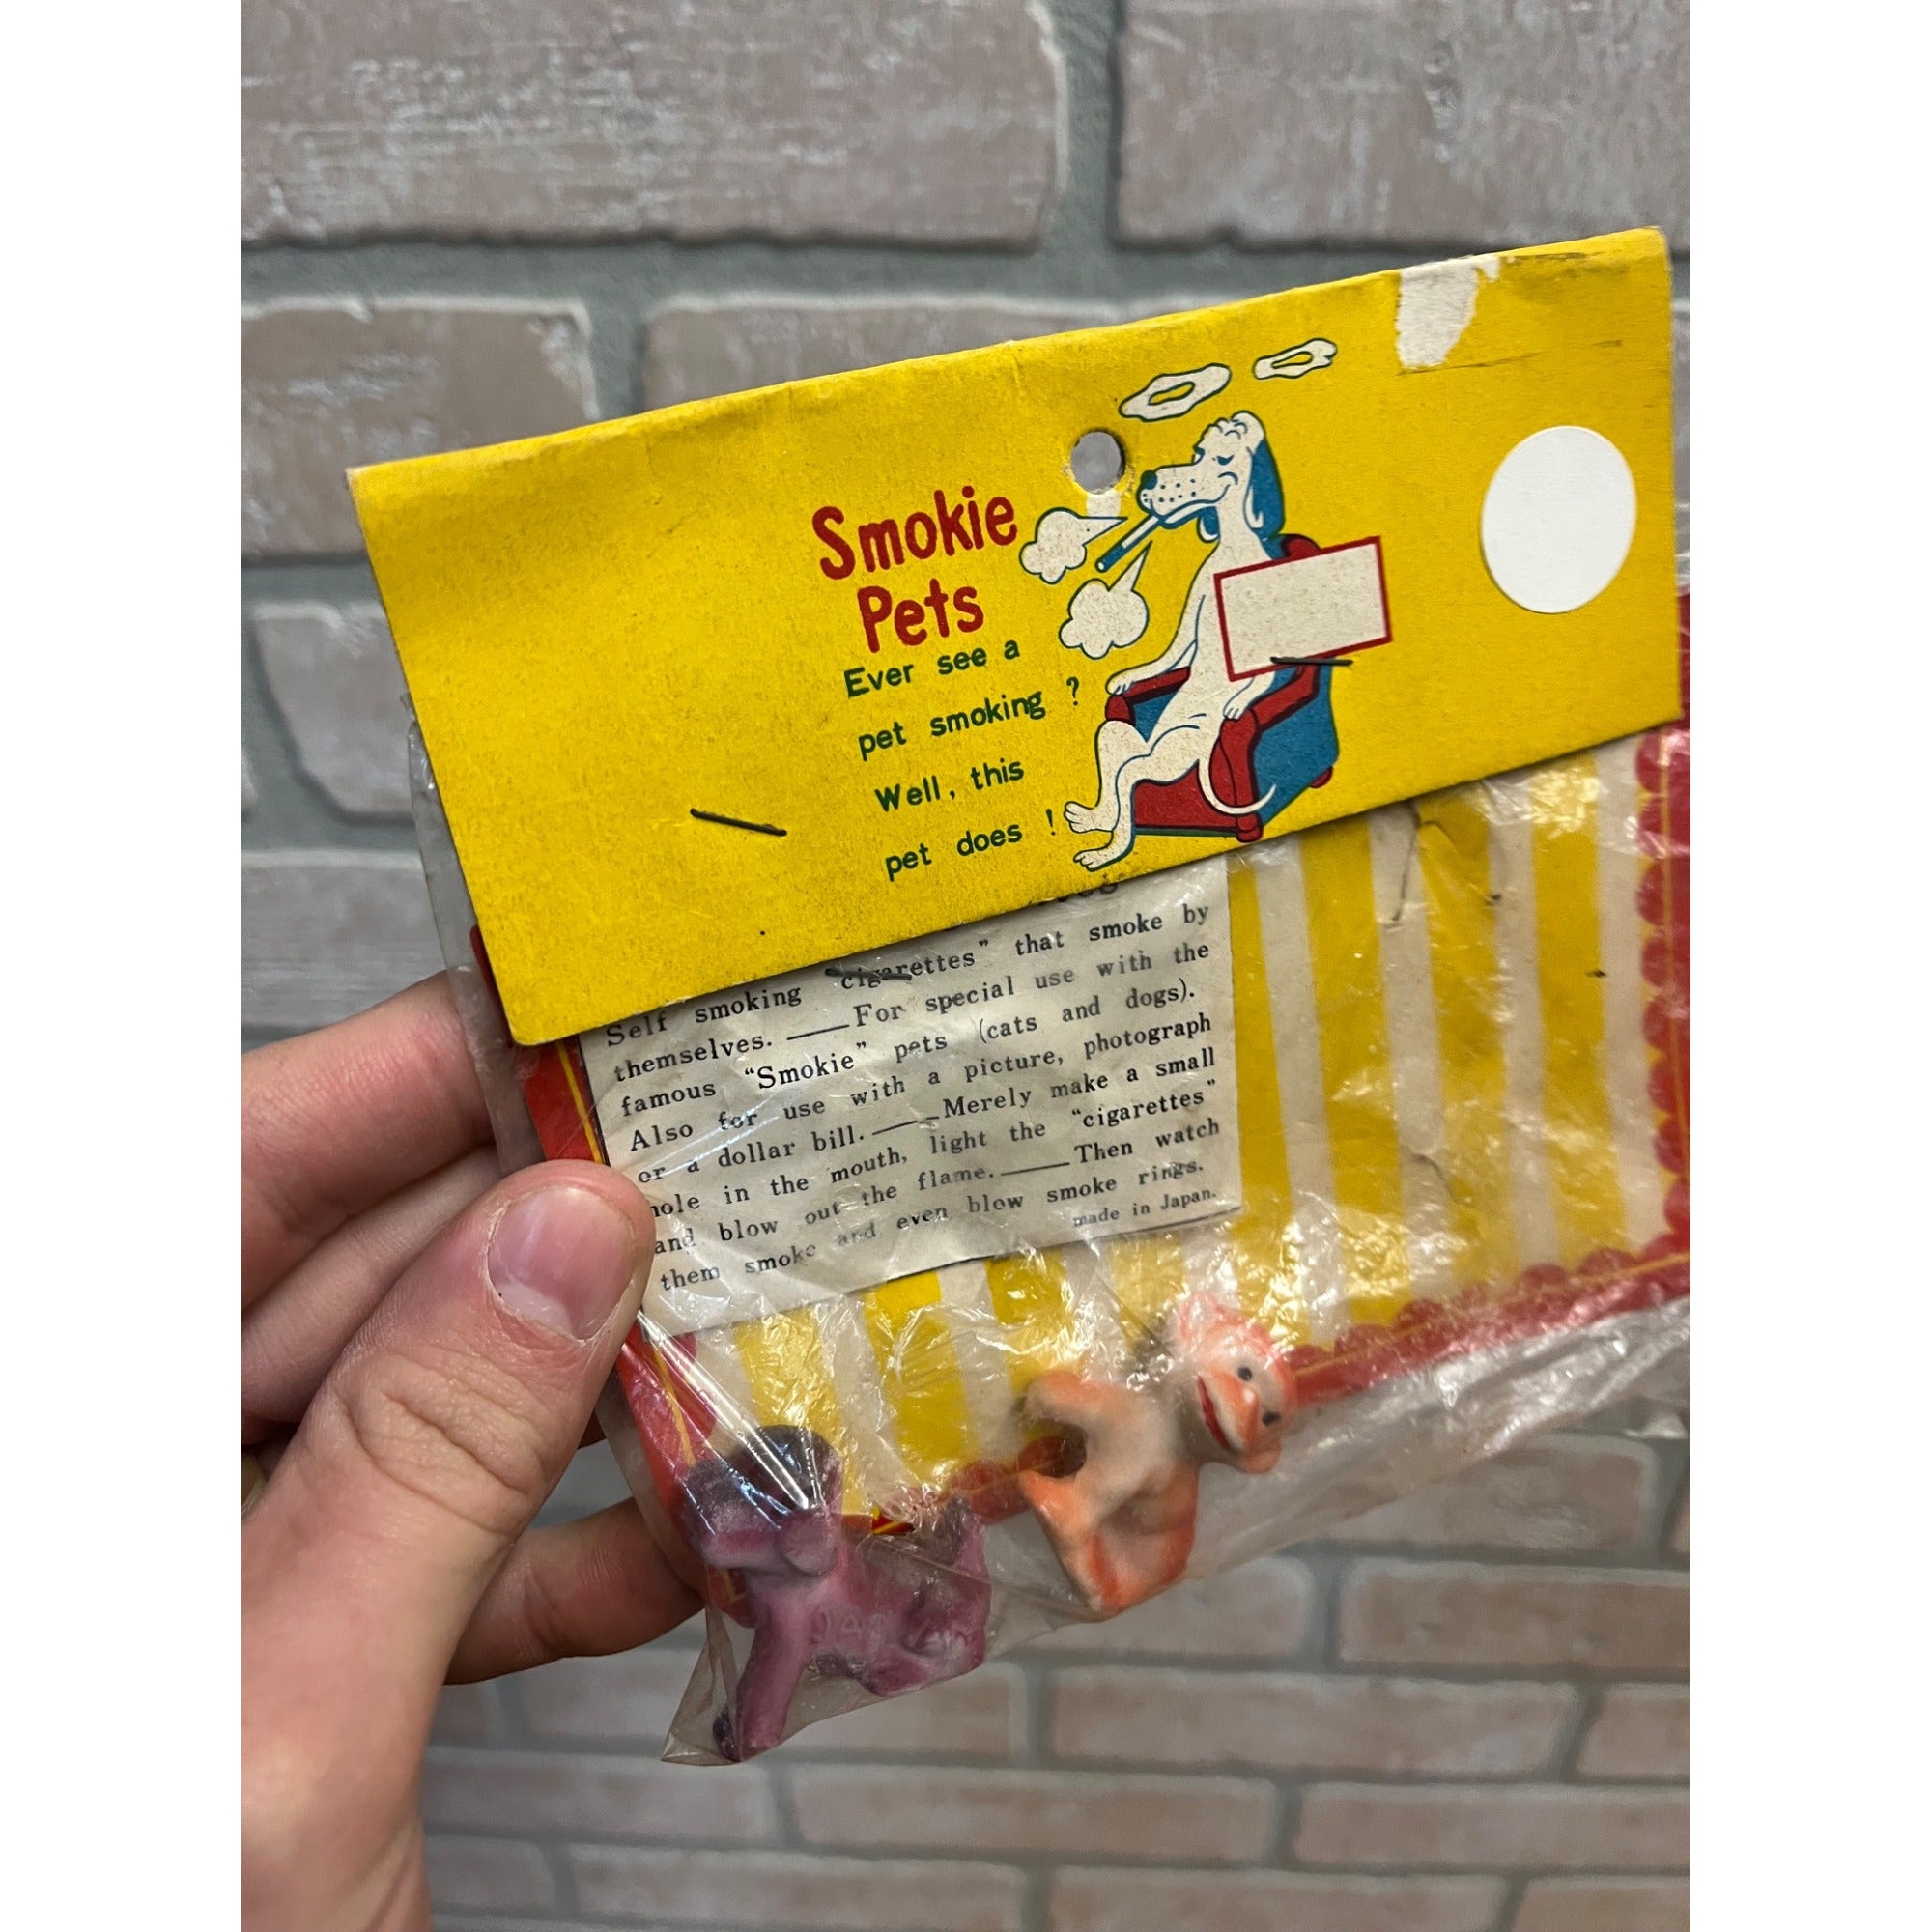 Smokie
Pets
Ever see a
pet smoking ?
Well, this
pet does !
Self smoking "cigarettes" that smoke by
themselves. ——For special use with the
famous "Smokie" pets (cats and dogs).
Also for use with a picture, photograph
or a dollar bill. ——Merely make a small
hole in the mouth, light the "cigarettes"
and blow out the flame. ——Then watch
them smoke and even blow smoke rings.
made in Japan.